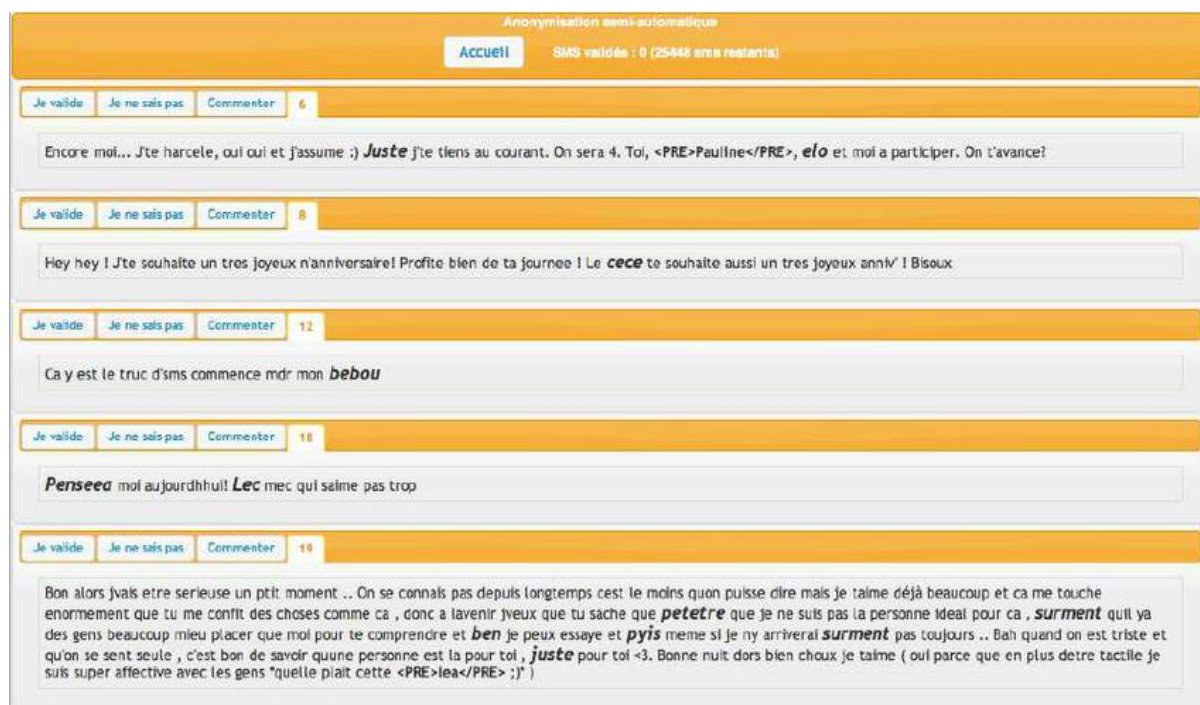 Anonymisation semi-automatique
Accueil SMS validés : 0 (25448 sms restants)
Je valide Je ne sais pas Commenter 6
Encore moi... J'te harcele, oui oui et j'assume :) Juste j'te tiens au courant. On sera 4. Toi, <PRE>Pauline</PRE>, elo et moi a participer. On t'avance?
Je valide Je ne sais pas Commenter 8
Hey hey ! J'te souhaite un tres joyeux n'anniversaire! Profite bien de ta journee ! Le cece te souhaite aussi un tres joyeux anniv' ! Bisoux
Je valide Je ne sais pas Commenter 12
Ca y est le truc d'sms commence mdr mon bebou
Je valide Je ne sais pas Commenter 18
Penseea moi aujourdhhui! Lec mec qui saime pas trop
Je valide Je ne sais pas Commenter 19
Bon alors jvais etre serieuse un ptit moment .. On se connais pas depuis longtemps cest le moins quon puisse dire mais je taime déjà beaucoup et ca me touche
enormement que tu me confit des choses comme ca , donc a lavenir jveux que tu sache que petetre que je ne suis pas la personne ideal pour ca , surment quil ya
des gens beaucoup mieu placer que moi pour te comprendre et ben je peux essaye et pyis meme si je ny arriverai surment pas toujours .. Bah quand on est triste et
qu'on se sent seule , c'est bon de savoir quune personne est la pour toi , juste pour toi <3. Bonne nuit dors bien choux je taime ( oui parce que en plus detre tactile je
suis super affective avec les gens "quelle plait cette <PRE>lea</PRE> ;)" )